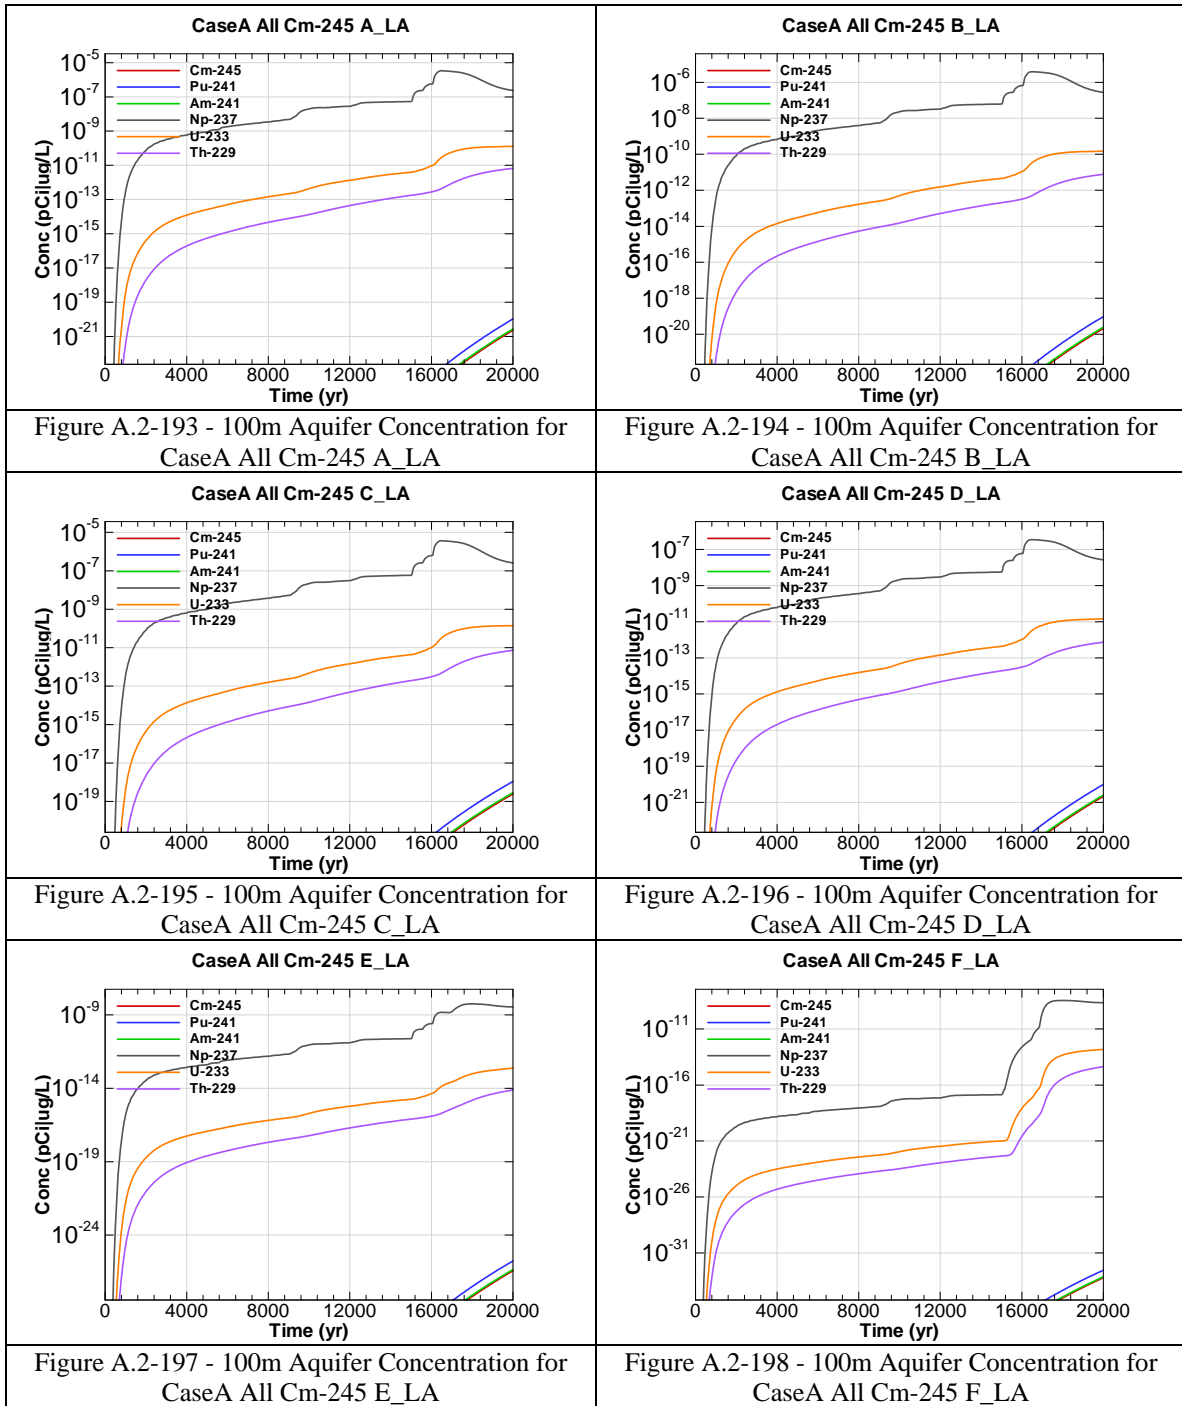 CaseA All Cm-245 A_LA
Conc (pCi|ug/L)
10^-5
10^-7
10^-9
10^-11
10^-13
10^-15
10^-17
10^-19
10^-21
Cm-245
Pu-241
Am-241
Np-237
U-233
Th-229
0 4000 8000 12000 16000 20000
Time (yr)
Figure A.2-193 - 100m Aquifer Concentration for
CaseA All Cm-245 A_LA
CaseA All Cm-245 B_LA
Conc (pCi|ug/L)
10^-6
10^-8
10^-10
10^-12
10^-14
10^-16
10^-18
10^-20
Cm-245
Pu-241
Am-241
Np-237
U-233
Th-229
0 4000 8000 12000 16000 20000
Time (yr)
Figure A.2-194 - 100m Aquifer Concentration for
CaseA All Cm-245 B_LA
CaseA All Cm-245 C_LA
Conc (pCi|ug/L)
10^-5
10^-7
10^-9
10^-11
10^-13
10^-15
10^-17
10^-19
Cm-245
Pu-241
Am-241
Np-237
U-233
Th-229
0 4000 8000 12000 16000 20000
Time (yr)
Figure A.2-195 - 100m Aquifer Concentration for
CaseA All Cm-245 C_LA
CaseA All Cm-245 D_LA
Conc (pCi|ug/L)
10^-7
10^-9
10^-11
10^-13
10^-15
10^-17
10^-19
10^-21
Cm-245
Pu-241
Am-241
Np-237
U-233
Th-229
0 4000 8000 12000 16000 20000
Time (yr)
Figure A.2-196 - 100m Aquifer Concentration for
CaseA All Cm-245 D_LA
CaseA All Cm-245 E_LA
Conc (pCi|ug/L)
10^-9
10^-14
10^-19
10^-24
Cm-245
Pu-241
Am-241
Np-237
U-233
Th-229
0 4000 8000 12000 16000 20000
Time (yr)
Figure A.2-197 - 100m Aquifer Concentration for
CaseA All Cm-245 E_LA
CaseA All Cm-245 F_LA
Conc (pCi|ug/L)
10^-11
10^-16
10^-21
10^-26
10^-31
Cm-245
Pu-241
Am-241
Np-237
U-233
Th-229
0 4000 8000 12000 16000 20000
Time (yr)
Figure A.2-198 - 100m Aquifer Concentration for
CaseA All Cm-245 F_LA